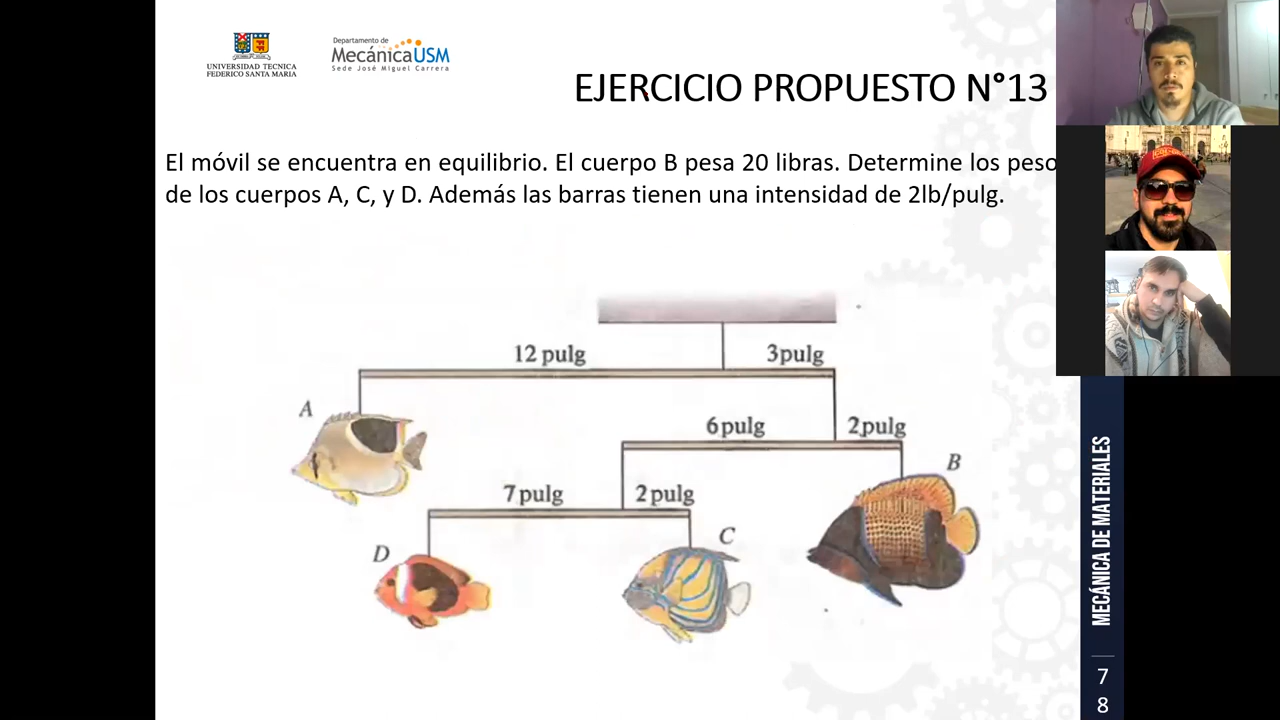 UNIVERSIDAD TECNICA
FEDERICO SANTA MARIA
Departamento de
MecánicaUSM
Sede José Miguel Carrera
EJERCICIO PROPUESTO N°13
El móvil se encuentra en equilibrio. El cuerpo B pesa 20 libras. Determine los peso
de los cuerpos A, C, y D. Además las barras tienen una intensidad de 2lb/pulg.
12 pulg
3pulg
A
6pulg
2pulg
B
7pulg
2pulg
D
C
MECÁNICA DE MATERIALES
7
8